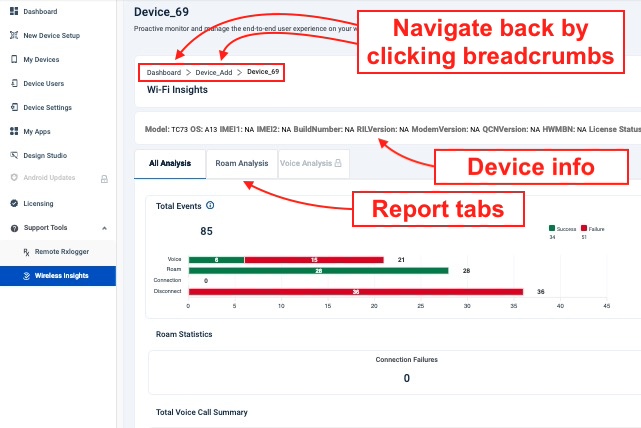 Dashboard
New Device Setup
My Devices
Device Users
Device Settings
My Apps
Design Studio
Android Updates
Licensing
Support Tools
Remote Rxlogger
Wireless Insights
Device_69
Proactive monitor and manage the end-to-end user experience on your
Navigate back by
clicking breadcrumbs
Dashboard > Device_Add > Device_69
Wi-Fi Insights
Model: TC73 OS: A13 IMEI1: NA IMEI2: NA BuildNumber: NA RILVersion: NA ModemVersion: NA QCNVersion: NA HWMBN: NA License Status
Device info
All Analysis Roam Analysis Voice Analysis
Report tabs
Total Events
85
Success Failure
34 51
Voice 6 15 21
Roam 28 28
Connection 0
Disconnect 36 36
0 5 10 15 20 25 30 35 40 45
Roam Statistics
Connection Failures
0
Total Voice Call Summary